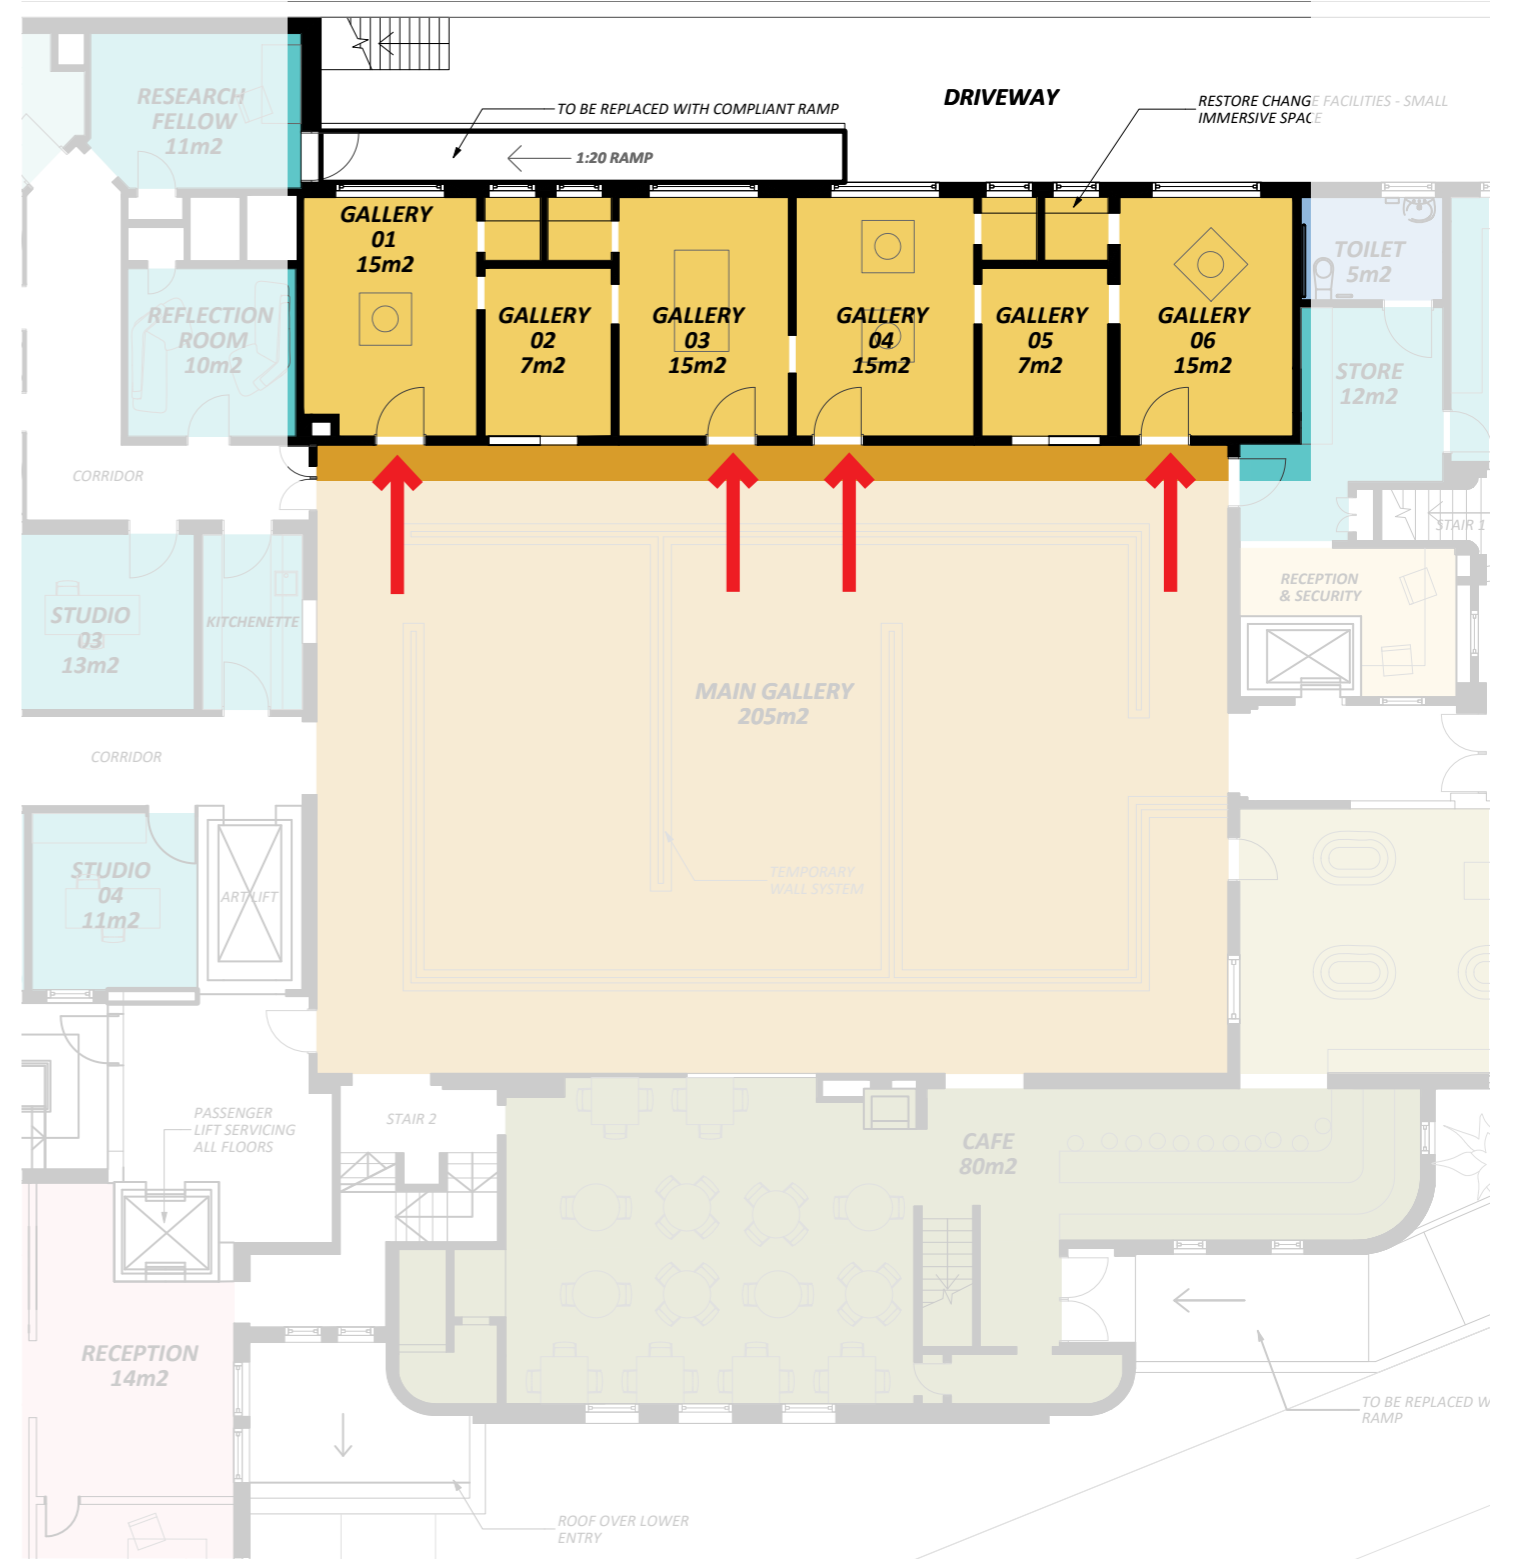 RESEARCH
FELLOW
11m2
TO BE REPLACED WITH COMPLIANT RAMP
DRIVEWAY
RESTORE CHANGE FACILITIES - SMALL
IMMERSIVE SPACE
1:20 RAMP
GALLERY
01
15m2
GALLERY
02
7m2
GALLERY
03
15m2
GALLERY
04
15m2
GALLERY
05
7m2
GALLERY
06
15m2
TOILET
5m2
REFLECTION
ROOM
10m2
STORE
12m2
CORRIDOR
STAIR 1
STUDIO
03
13m2
KITCHENETTE
RECEPTION
& SECURITY
MAIN GALLERY
205m2
CORRIDOR
STUDIO
04
11m2
ART LIFT
TEMPORARY
WALL SYSTEM
PASSENGER
LIFT SERVICING
ALL FLOORS
STAIR 2
CAFE
80m2
RECEPTION
14m2
TO BE REPLACED W
RAMP
ROOF OVER LOWER
ENTRY